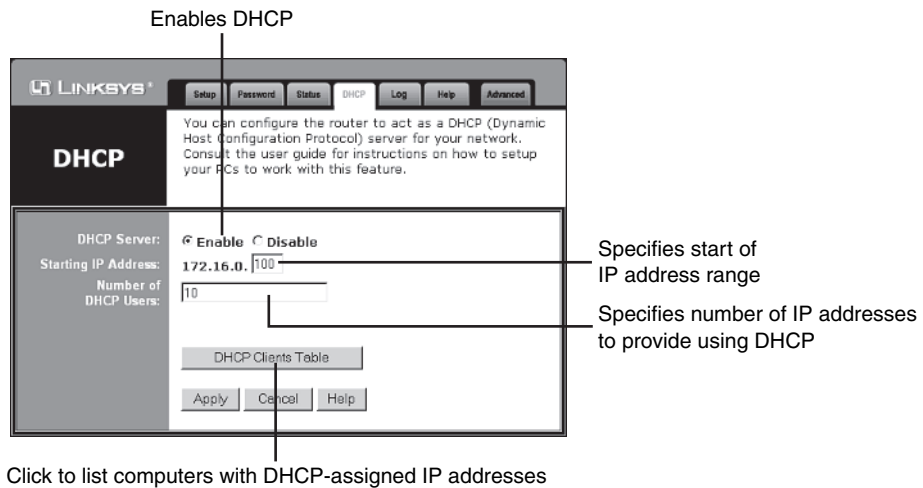 Enables DHCP
LINKSYS®
Setup
Password
Status
DHCP
Log
Help
Advanced
DHCP
You can configure the router to act as a DHCP (Dynamic
Host Configuration Protocol) server for your network.
Consult the user guide for instructions on how to setup
your PCs to work with this feature.
DHCP Server:
Enable
Disable
Starting IP Address:
172.16.0. 100
Number of
DHCP Users:
10
DHCP Clients Table
Apply
Cancel
Help
Specifies start of
IP address range
Specifies number of IP addresses
to provide using DHCP
Click to list computers with DHCP-assigned IP addresses